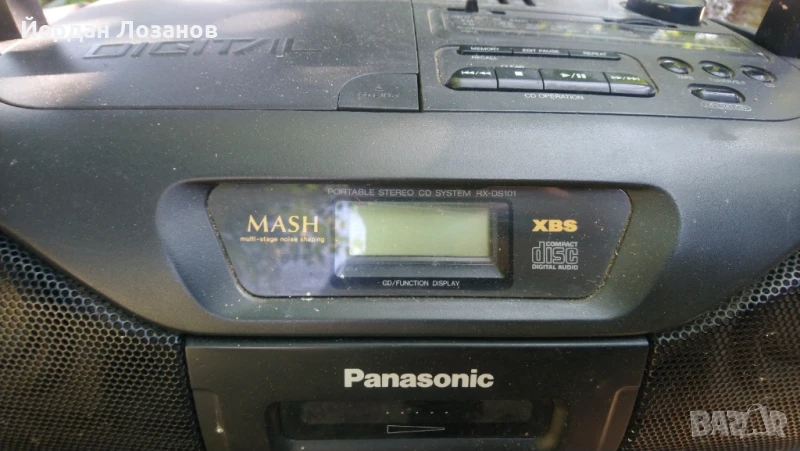 Йордан Лозанов
DIGITAL
MEMORY EDIT PAUSE REPEAT
RECALL CLEAR
CD OPERATION
PORTABLE STEREO CD SYSTEM RX-DS101
MASH
multi-stage noise shaping
XBS
COMPACT
disc
DIGITAL AUDIO
CD/FUNCTION DISPLAY
Panasonic
BAZAR